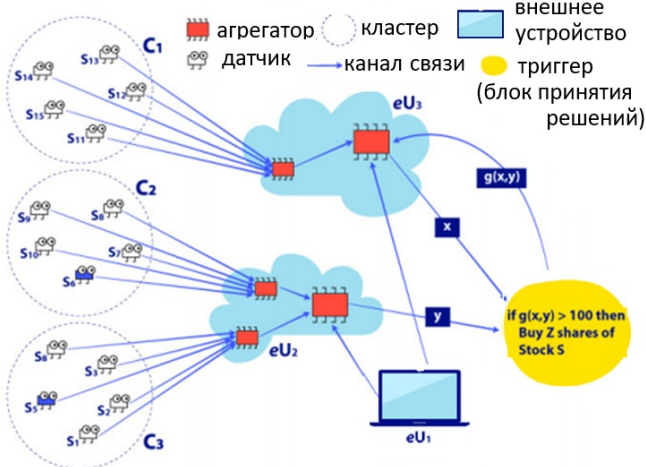 внешнее
устройство
агрегатор
кластер
датчик
канал связи
триггер
(блок принятия
решений)
C1
S13
S14
S12
S15
S11
eU3
g(x,y)
x
C2
S9
S8
S10
S7
S6
y
if g(x,y) > 100 then
Buy Z shares of
Stock S
eU2
S8
S3
S5
S2
S1
C3
eU1